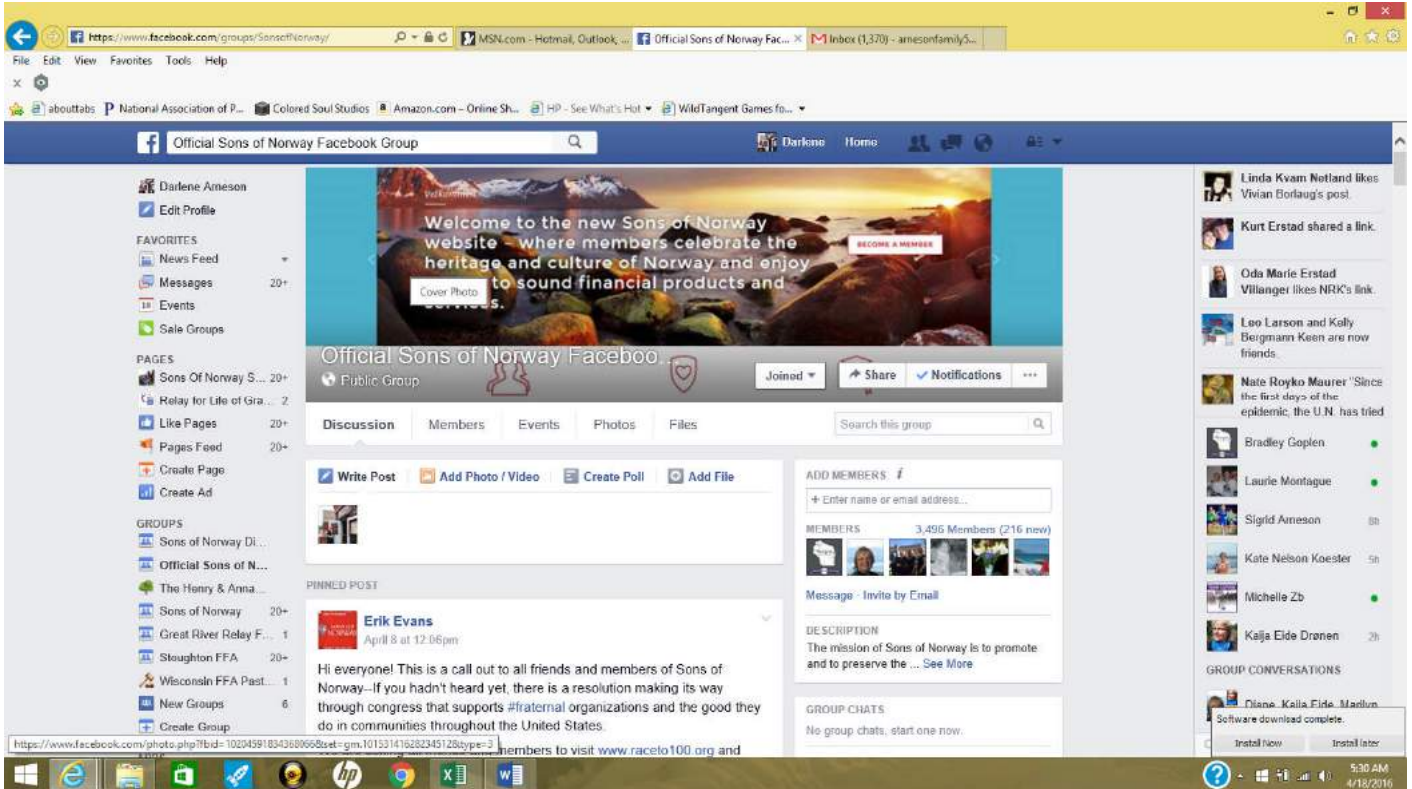 https://www.facebook.com/groups/SonsofNorway/
MSN.com - Hotmail, Outlook, ...
Official Sons of Norway Fac...
Inbox (1,370) - arnesonfamily5...
File Edit View Favorites Tools Help
abouttabs
National Association of P...
Colored Soul Studios
Amazon.com – Online Sh...
HP - See What's Hot
WildTangent Games fo...
Official Sons of Norway Facebook Group
Darlene Home
Darlene Arneson
Edit Profile
FAVORITES
News Feed
Messages 20+
Events
Sale Groups
PAGES
Sons Of Norway S... 20+
Relay for Life of Gra... 2
Like Pages 20+
Pages Feed 20+
Create Page
Create Ad
GROUPS
Sons of Norway Di...
Official Sons of N...
The Henry & Anna...
Sons of Norway 20+
Great River Relay F... 1
Stoughton FFA 20+
Wisconsin FFA Past... 1
New Groups 6
Create Group
https://www.facebook.com/photo.php?fbid=
Velkommen
Welcome to the new Sons of Norway
website – where members celebrate the
heritage and culture of Norway and enjoy
to sound financial products and
BECOME A MEMBER
Cover Photo
Official Sons of Norway Faceboo...
Public Group
Joined
Share
Notifications
...
Discussion Members Events Photos Files
Search this group
Write Post
Add Photo / Video
Create Poll
Add File
PINNED POST
Erik Evans
April 8 at 12:06pm
Hi everyone! This is a call out to all friends and members of Sons of
Norway--If you hadn't heard yet, there is a resolution making its way
through congress that supports #fraternal organizations and the good they
do in communities throughout the United States.
members to visit www.raceto100.org and
ADD MEMBERS i
+ Enter name or email address...
MEMBERS 3,496 Members (216 new)
Message · Invite by Email
DESCRIPTION
The mission of Sons of Norway is to promote
and to preserve the ... See More
GROUP CHATS
No group chats, start one now.
Linda Kvam Netland likes
Vivian Borlaug's post.
Kurt Erstad shared a link.
Oda Marie Erstad
Villanger likes NRK's link.
Leo Larson and Kelly
Bergmann Keen are now
friends.
Nate Royko Maurer "Since
the first days of the
epidemic, the U.N. has tried
Bradley Goplen
Laurie Montague
Sigrid Arneson 8h
Kate Nelson Koester 5h
Michelle Zb
Kaija Eide Drønen 2h
GROUP CONVERSATIONS
Diane, Kaija Eide, Marilyn
Software download complete.
Install Now Install later
5:30 AM
4/18/2016